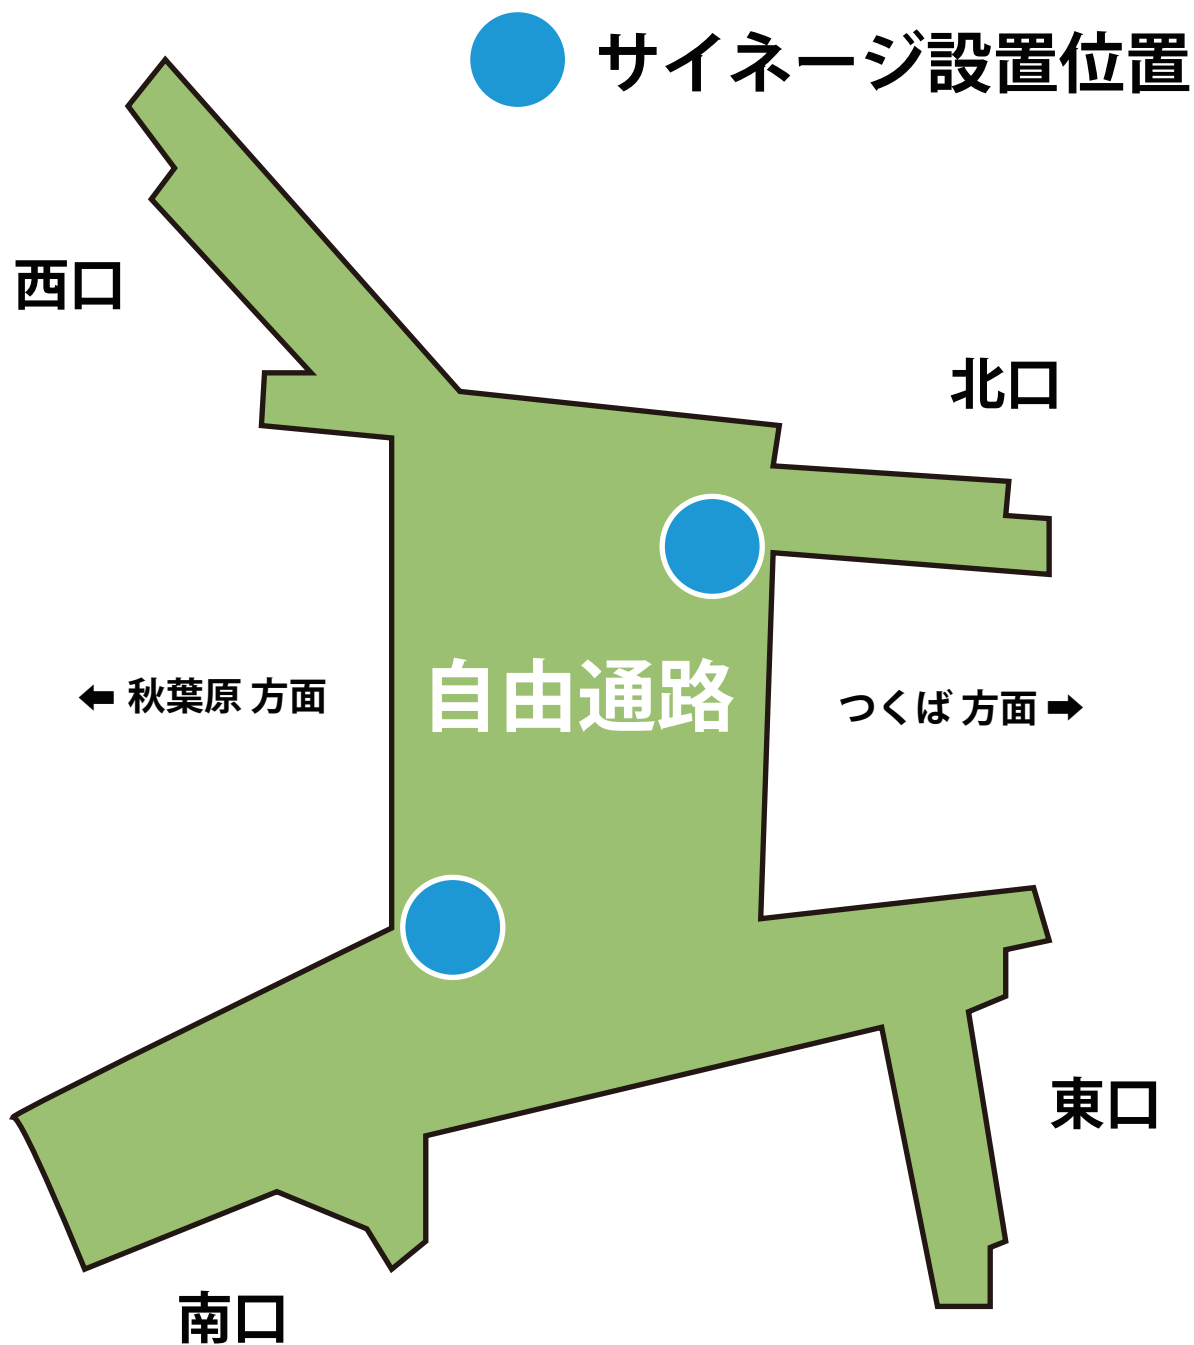 サイネージ設置位置
西口
北口
自由通路
← 秋葉原 方面
つくば 方面 →
東口
南口